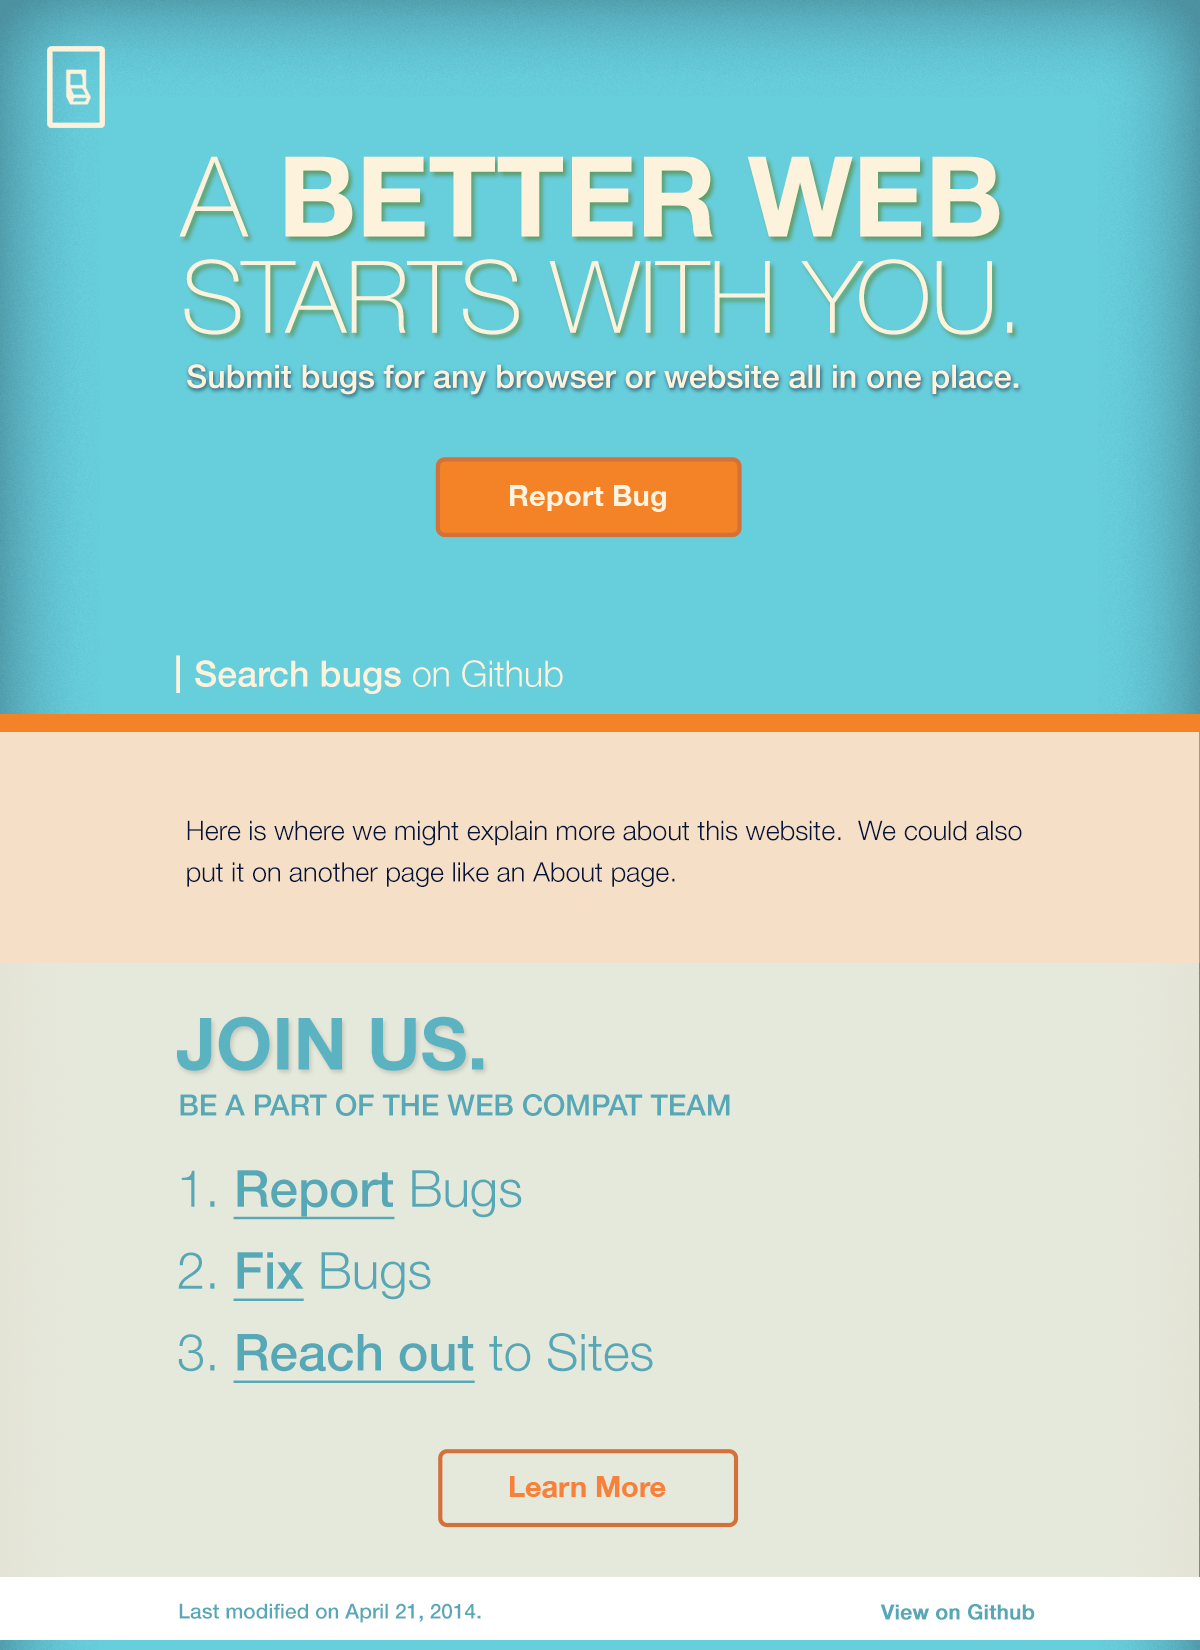 A BETTER WEB
STARTS WITH YOU.
Submit bugs for any browser or website all in one place.
Report Bug
Search bugs on Github
Here is where we might explain more about this website.  We could also
put it on another page like an About page.
JOIN US.
BE A PART OF THE WEB COMPAT TEAM
1. Report Bugs
2. Fix Bugs
3. Reach out to Sites
Learn More
Last modified on April 21, 2014.
View on Github